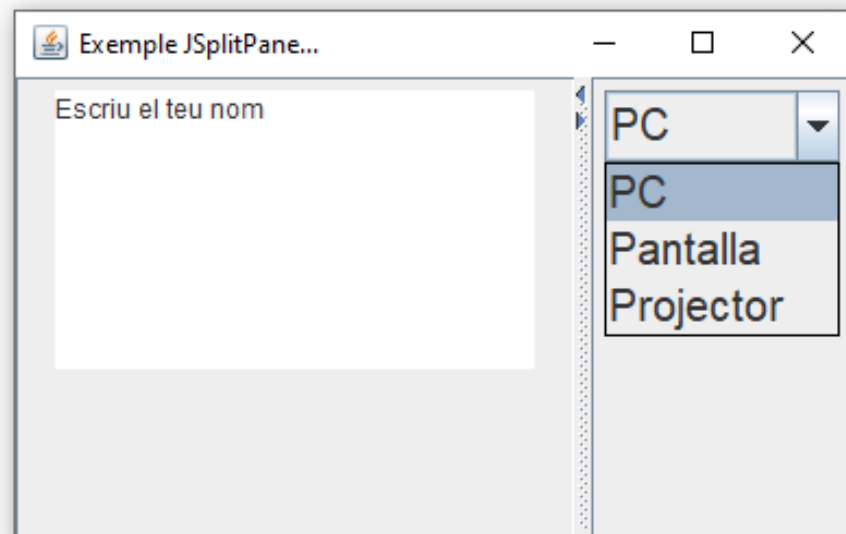 Exemple JSplitPane...
Escriu el teu nom
PC
PC
Pantalla
Projector